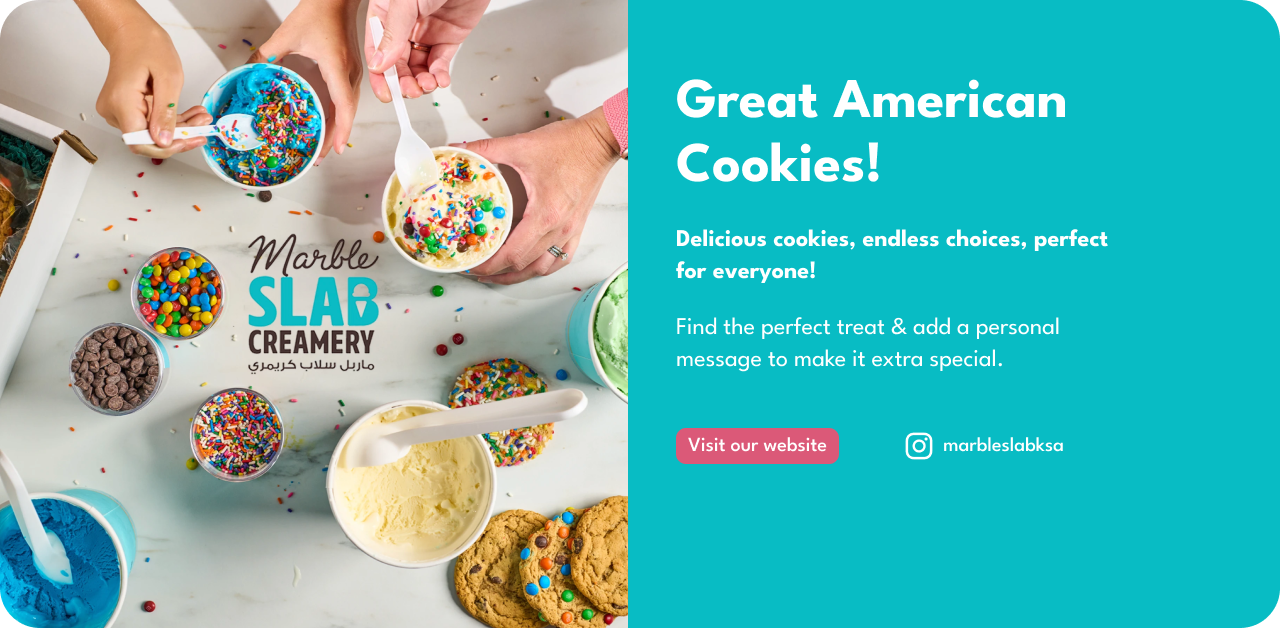 Marble
SLAB
CREAMERY
ماربل سلاب كريمري
Great American
Cookies!
Delicious cookies, endless choices, perfect
for everyone!
Find the perfect treat & add a personal
message to make it extra special.
Visit our website
marbleslabksa